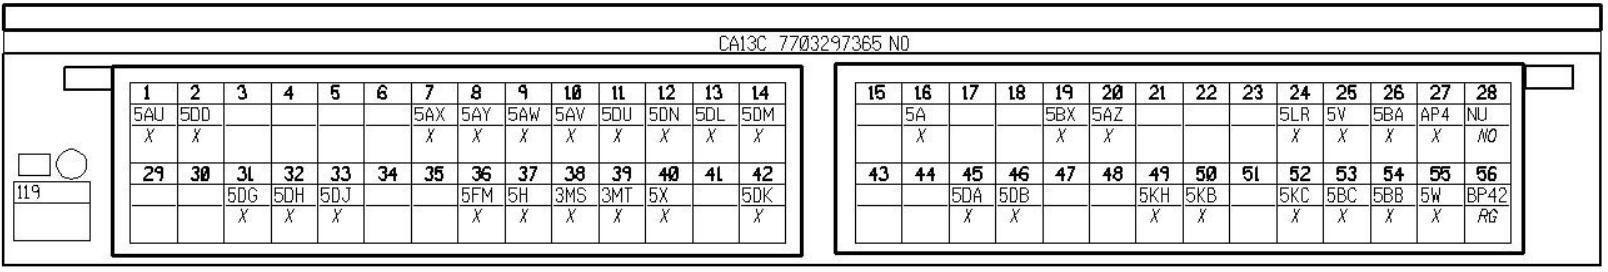 CA13C 7703297365 NO
1 2 3 4 5 6 7 8 9 10 11 12 13 14 15 16 17 18 19 20 21 22 23 24 25 26 27 28
5AU 5DD 5AX 5AY 5AW 5AV 5DU 5DN 5DL 5DM 5A 5BX 5AZ 5LR 5V 5BA AP4 NU
X X X X X X X X X X X X X X X X X NO
29 30 31 32 33 34 35 36 37 38 39 40 41 42 43 44 45 46 47 48 49 50 51 52 53 54 55 56
119 5DG 5DH 5DJ 5FM 5H 3MS 3MT 5X 5DK 5DA 5DB 5KH 5KB 5KC 5BC 5BB 5W BP42
X X X X X X X X X X X X X X X X X RG